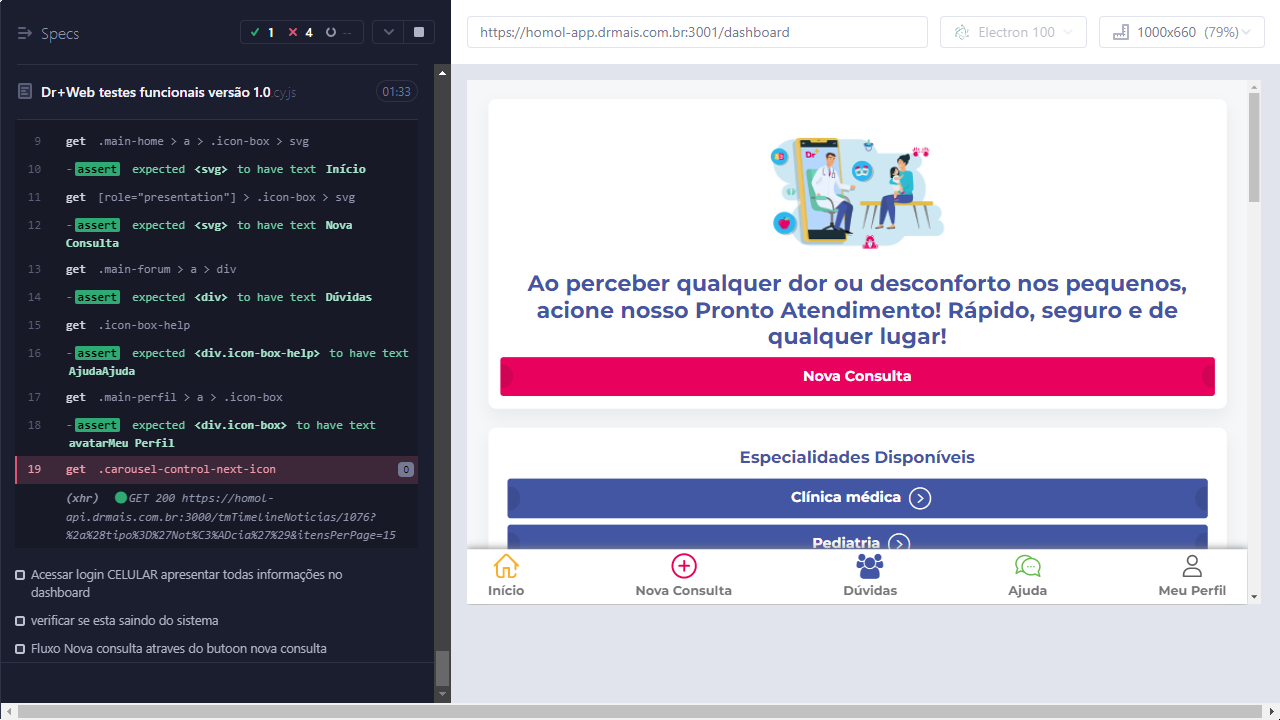 Specs
1
4
--
Dr+Web testes funcionais versão 1.0.cy.js
01:33
9 get .main-home > a > .icon-box > svg
10 -assert expected <svg> to have text Início
11 get [role="presentation"] > .icon-box > svg
12 -assert expected <svg> to have text Nova
Consulta
13 get .main-forum > a > div
14 -assert expected <div> to have text Dúvidas
15 get .icon-box-help
16 -assert expected <div.icon-box-help> to have text
AjudaAjuda
17 get .main-perfil > a > .icon-box
18 -assert expected <div.icon-box> to have text
avatarMeu Perfil
19 get .carousel-control-next-icon 0
(xhr) GET 200 https://homol-
api.drmais.com.br:3000/tmTimelineNoticias/1076?
%2a%28tipo%3D%27Not%C3%ADcia%27%29&itensPerPage=15
Acessar login CELULAR apresentar todas informações no
dashboard
verificar se esta saindo do sistema
Fluxo Nova consulta atraves do butoon nova consulta
https://homol-app.drmais.com.br:3001/dashboard
Electron 100
1000x660 (79%)
Dr+
Ao perceber qualquer dor ou desconforto nos pequenos,
acione nosso Pronto Atendimento! Rápido, seguro e de
qualquer lugar!
Nova Consulta
Especialidades Disponíveis
Clínica médica
Pediatria
Início
Nova Consulta
Dúvidas
Ajuda
Meu Perfil